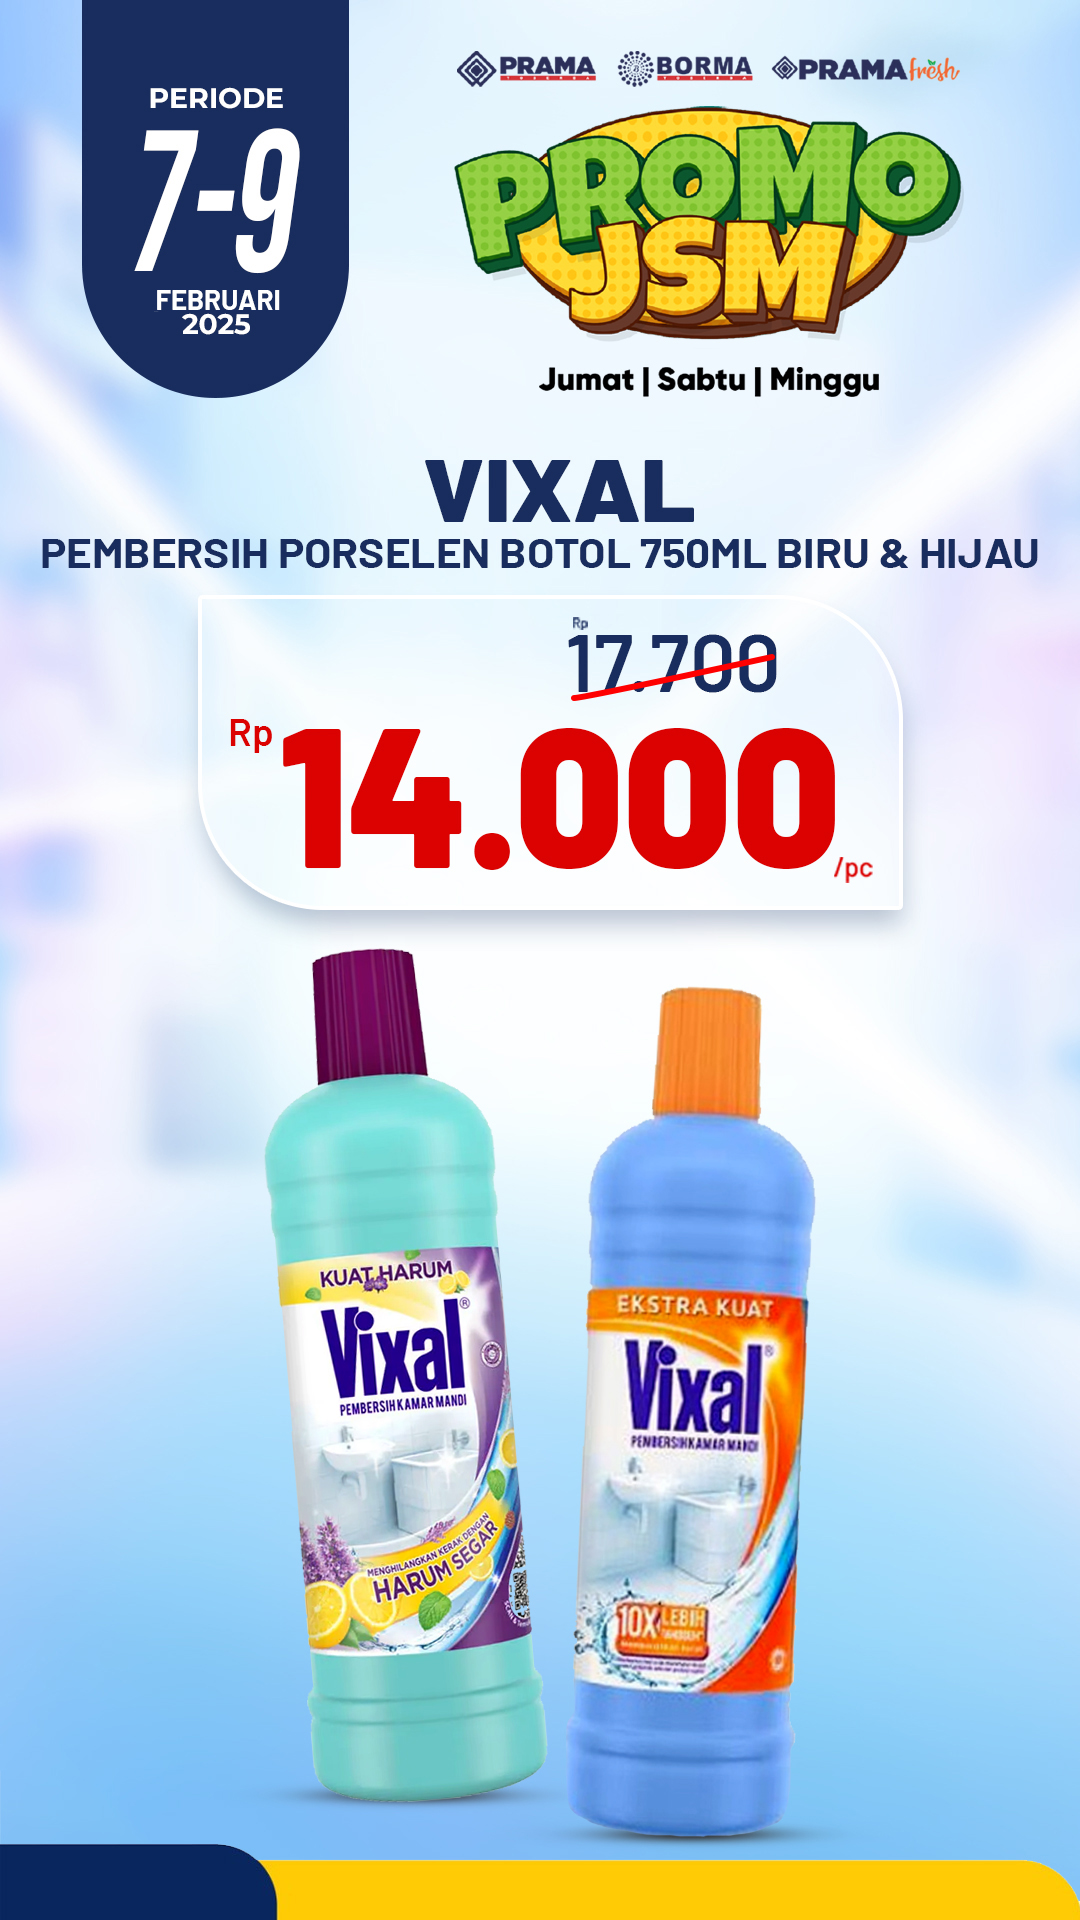 PERIODE
7-9
FEBRUARI
2025
PRAMA BORMA PRAMA fresh
PROMO
JSM
Jumat | Sabtu | Minggu
VIXAL
PEMBERSIH PORSELEN BOTOL 750ML BIRU & HIJAU
Rp
17.700
Rp 14.000 /pc
KUAT HARUM
Vixal®
PEMBERSIH KAMAR MANDI
MENGHILANGKAN KERAK DENGAN
HARUM SEGAR
EKSTRA KUAT
Vixal®
PEMBERSIH KAMAR MANDI
10X LEBIH